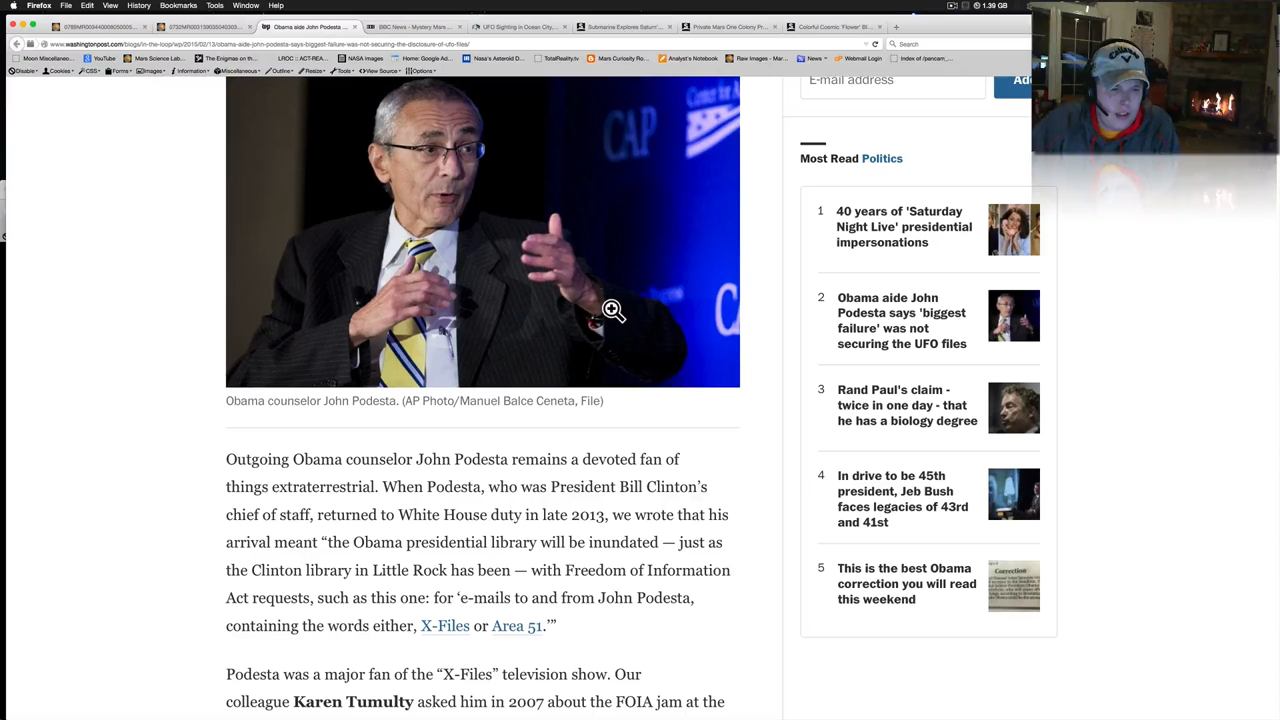 Firefox File Edit View History Bookmarks Tools Window Help 1.39 GB
0789MR0034400080050005... 0732MR00313900350403003... Obama aide John Podesta ... BBC News - Mystery Mars ... UFO Sighting in Ocean City,... Submarine Explores Saturn'... Private Mars One Colony Pr... Colorful Cosmic 'Flower' Bl...
www.washingtonpost.com/blogs/in-the-loop/wp/2015/02/13/obama-aide-john-podesta-says-biggest-failure-was-not-securing-the-disclosure-of-ufo-files/ Search
Moon Miscellaneou... YouTube Mars Science Lab... The Enigmas on th... LROC :: ACT-REA... NASA Images Home: Google Ad... Nasa's Asteroid D... TotalReality.tv Mars Curiosity Ro... Analyst's Notebook Raw Images - Mar... News Webmail Login Index of /pancam_...
Disable Cookies CSS Forms Images Information Miscellaneous Outline Resize Tools View Source Options
E-mail address
CAP
Most Read Politics
1 40 years of 'Saturday
Night Live' presidential
impersonations
2 Obama aide John
Podesta says 'biggest
failure' was not
securing the UFO files
3 Rand Paul's claim -
twice in one day - that
he has a biology degree
4 In drive to be 45th
president, Jeb Bush
faces legacies of 43rd
and 41st
5 This is the best Obama
correction you will read
this weekend
Correction
Obama counselor John Podesta. (AP Photo/Manuel Balce Ceneta, File)
Outgoing Obama counselor John Podesta remains a devoted fan of
things extraterrestrial. When Podesta, who was President Bill Clinton’s
chief of staff, returned to White House duty in late 2013, we wrote that his
arrival meant “the Obama presidential library will be inundated — just as
the Clinton library in Little Rock has been — with Freedom of Information
Act requests such as this one: for ‘e-mails to and from John Podesta,
containing the words either, X-Files or Area 51.’”
Podesta was a major fan of the “X-Files” television show. Our
colleague Karen Tumulty asked him in 2007 about the FOIA jam at the